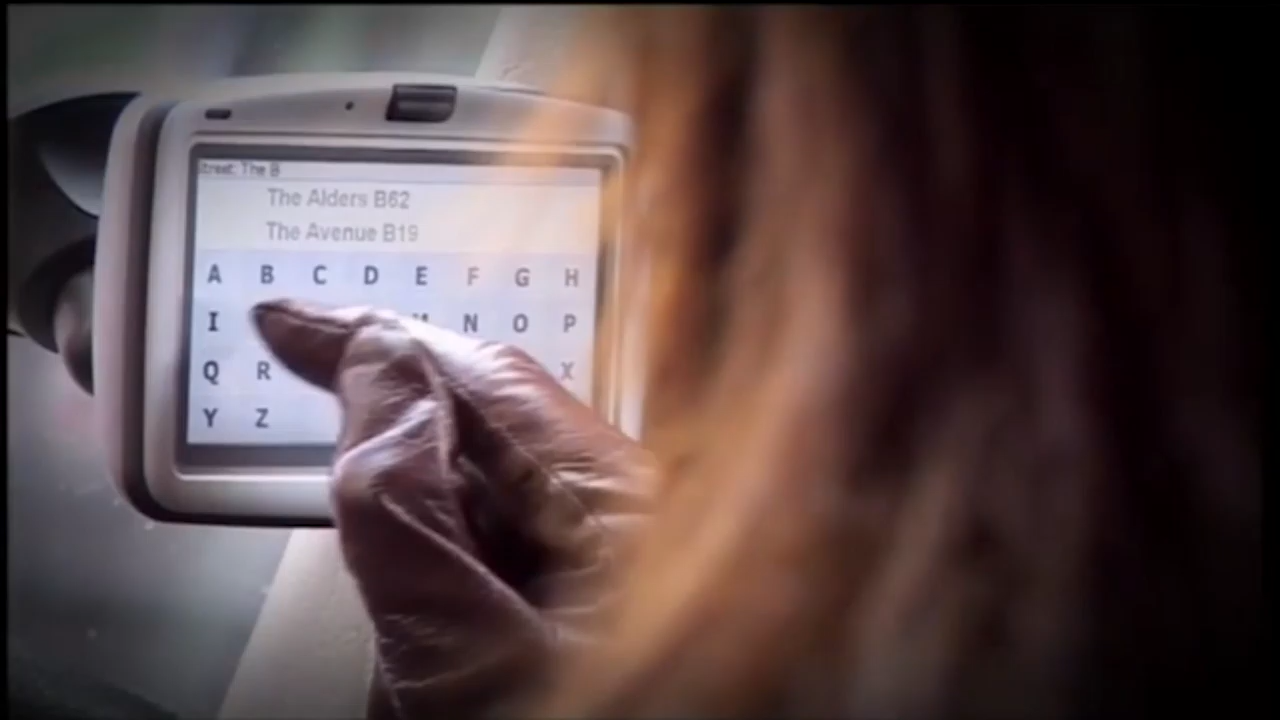 Street: The B
The Alders B62
The Avenue B19
A B C D E F G H
I N O P
Q R X
Y Z